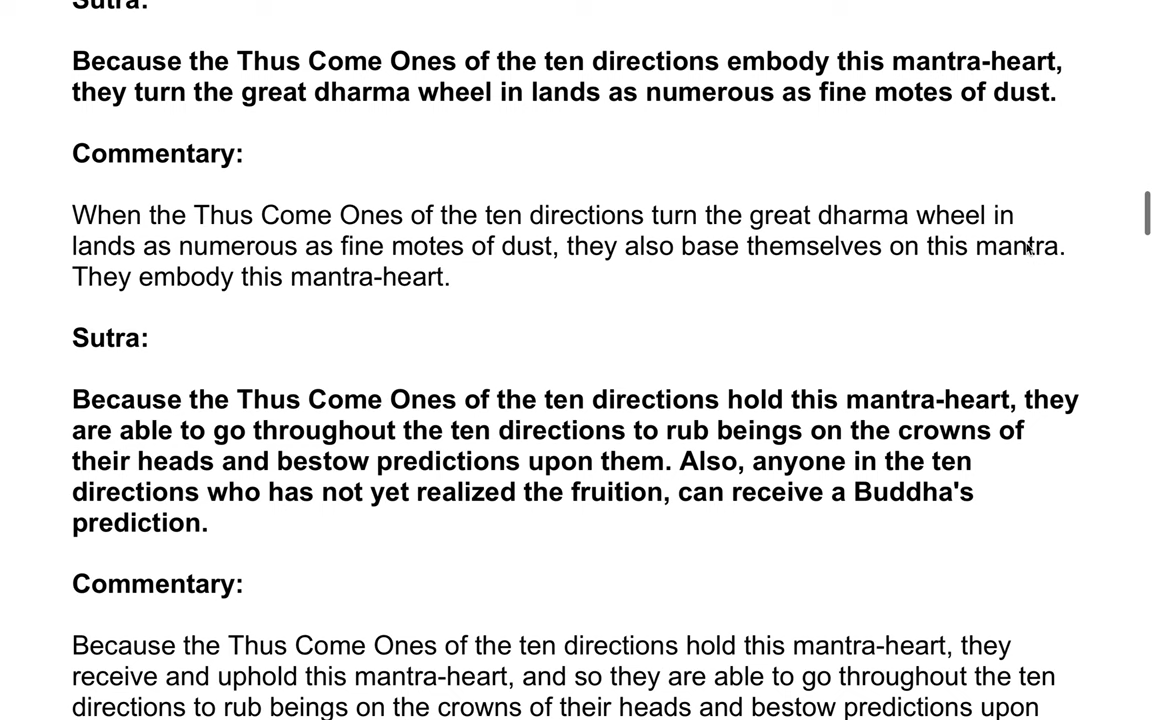 Sutra:
Because the Thus Come Ones of the ten directions embody this mantra-heart,
they turn the great dharma wheel in lands as numerous as fine motes of dust.
Commentary:
When the Thus Come Ones of the ten directions turn the great dharma wheel in
lands as numerous as fine motes of dust, they also base themselves on this mantra.
They embody this mantra-heart.
Sutra:
Because the Thus Come Ones of the ten directions hold this mantra-heart, they
are able to go throughout the ten directions to rub beings on the crowns of
their heads and bestow predictions upon them. Also, anyone in the ten
directions who has not yet realized the fruition, can receive a Buddha's
prediction.
Commentary:
Because the Thus Come Ones of the ten directions hold this mantra-heart, they
receive and uphold this mantra-heart, and so they are able to go throughout the ten
directions to rub beings on the crowns of their heads and bestow predictions upon